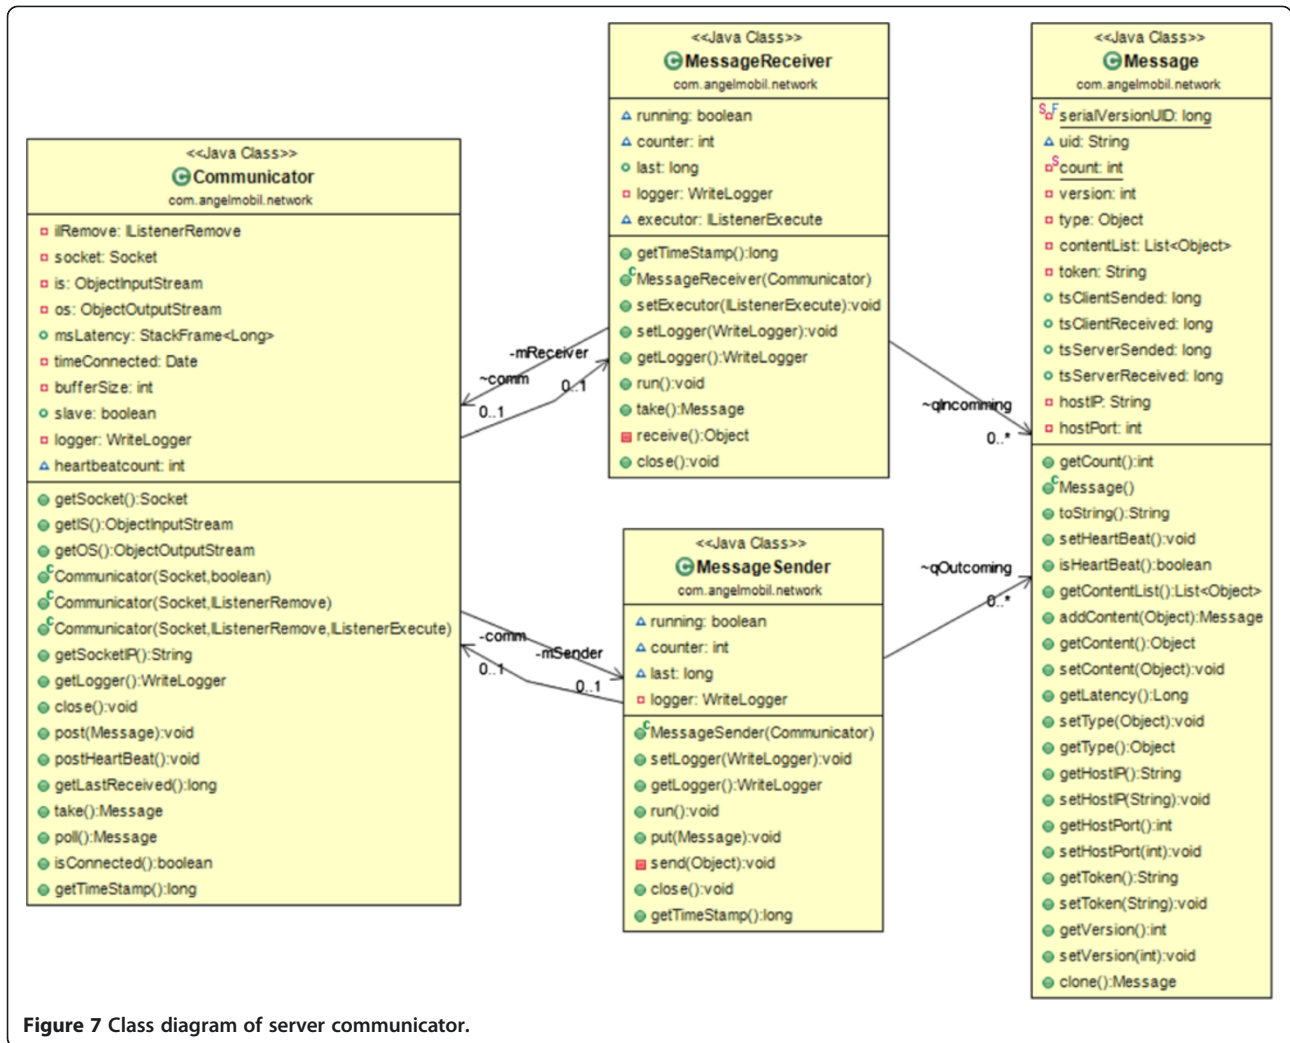 <<Java Class>>
Communicator
com.angelmobil.network
ilRemove: IListenerRemove
socket: Socket
is: ObjectInputStream
os: ObjectOutputStream
msLatency: StackFrame<Long>
timeConnected: Date
bufferSize: int
slave: boolean
logger: WriteLogger
heartbeatcount: int
getSocket():Socket
getIS():ObjectInputStream
getOS():ObjectOutputStream
Communicator(Socket,boolean)
Communicator(Socket,IListenerRemove)
Communicator(Socket,IListenerRemove,IListenerExecute)
getSocketIP():String
getLogger():WriteLogger
close():void
post(Message):void
postHeartBeat():void
getLastReceived():long
take():Message
poll():Message
isConnected():boolean
getTimeStamp():long
-mReceiver
~comm
0..1
0..1
-comm
-mSender
0..1
0..1
<<Java Class>>
MessageReceiver
com.angelmobil.network
running: boolean
counter: int
last: long
logger: WriteLogger
executor: IListenerExecute
getTimeStamp():long
MessageReceiver(Communicator)
setExecutor(IListenerExecute):void
setLogger(WriteLogger):void
getLogger():WriteLogger
run():void
take():Message
receive():Object
close():void
<<Java Class>>
MessageSender
com.angelmobil.network
running: boolean
counter: int
last: long
logger: WriteLogger
MessageSender(Communicator)
setLogger(WriteLogger):void
getLogger():WriteLogger
run():void
put(Message):void
send(Object):void
close():void
getTimeStamp():long
~qIncomming
0..*
~qOutcoming
0..*
<<Java Class>>
Message
com.angelmobil.network
serialVersionUID: long
uid: String
count: int
version: int
type: Object
contentList: List<Object>
token: String
tsClientSended: long
tsClientReceived: long
tsServerSended: long
tsServerReceived: long
hostIP: String
hostPort: int
getCount():int
Message()
toString():String
setHeartBeat():void
isHeartBeat():boolean
getContentList():List<Object>
addContent(Object):Message
getContent():Object
setContent(Object):void
getLatency():Long
setType(Object):void
getType():Object
getHostIP():String
setHostIP(String):void
getHostPort():int
setHostPort(int):void
getToken():String
setToken(String):void
getVersion():int
setVersion(int):void
clone():Message
Figure 7 Class diagram of server communicator.